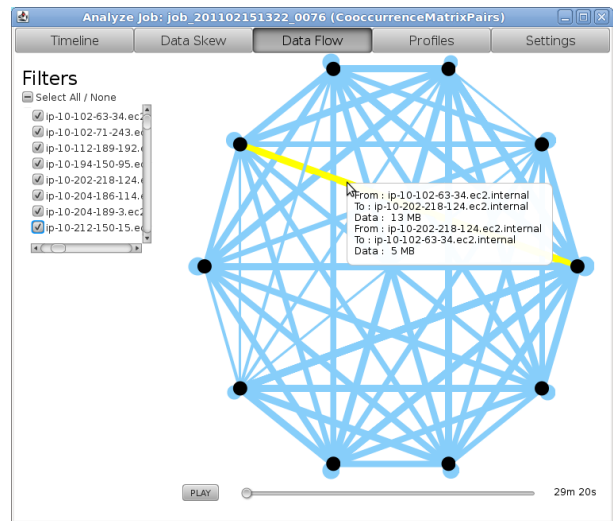 Analyze Job: job_201102151322_0076 (CooccurrenceMatrixPairs)
Timeline Data Skew Data Flow Profiles Settings
Filters
Select All / None
ip-10-102-63-34.ec2
ip-10-102-71-243.e
ip-10-112-189-192.
ip-10-194-150-95.e
ip-10-202-218-124.
ip-10-204-186-114.
ip-10-204-189-3.ec2
ip-10-212-150-15.e
From : ip-10-102-63-34.ec2.internal
To : ip-10-202-218-124.ec2.internal
Data : 13 MB
From : ip-10-202-218-124.ec2.internal
To : ip-10-102-63-34.ec2.internal
Data : 5 MB
PLAY
29m 20s